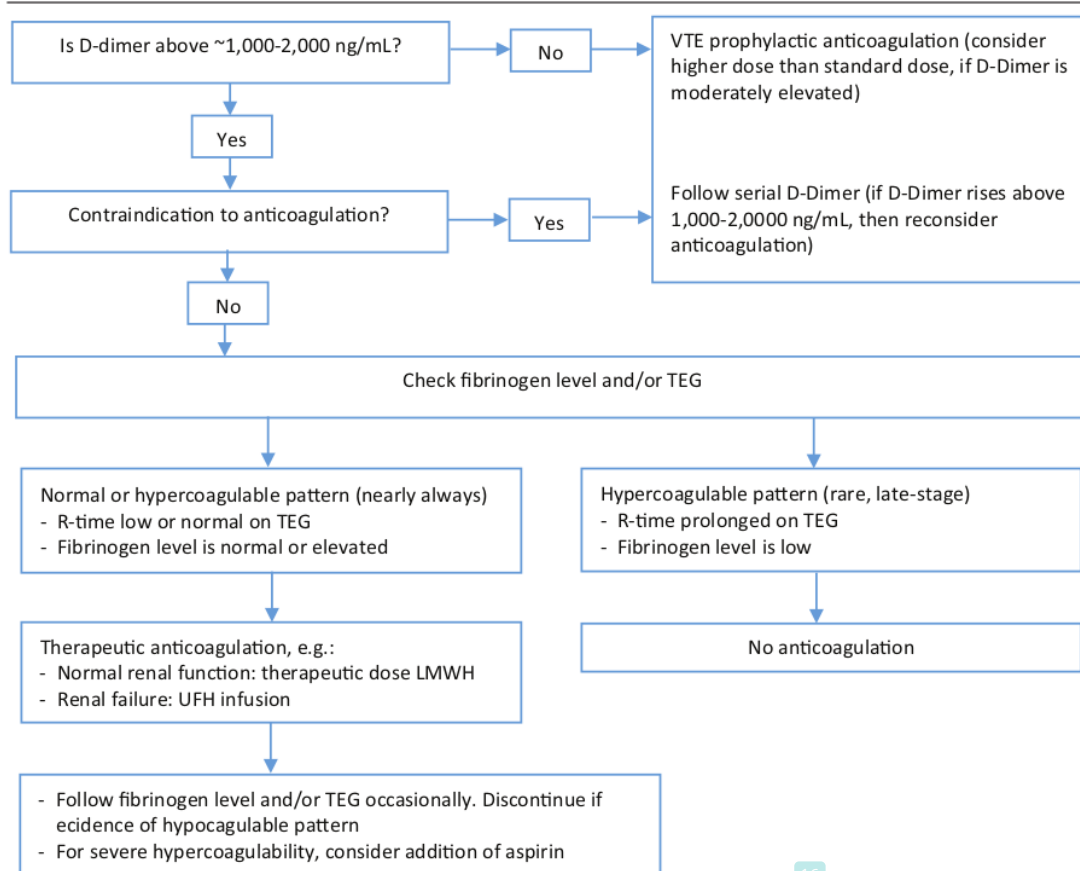 Is D-dimer above ~1,000-2,000 ng/mL?
No
VTE prophylactic anticoagulation (consider
higher dose than standard dose, if D-Dimer is
moderately elevated)
Yes
Contraindication to anticoagulation?
Yes
Follow serial D-Dimer (if D-Dimer rises above
1,000-2,0000 ng/mL, then reconsider
anticoagulation)
No
Check fibrinogen level and/or TEG
Normal or hypercoagulable pattern (nearly always)
- R-time low or normal on TEG
- Fibrinogen level is normal or elevated
Hypercoagulable pattern (rare, late-stage)
- R-time prolonged on TEG
- Fibrinogen level is low
Therapeutic anticoagulation, e.g.:
- Normal renal function: therapeutic dose LMWH
- Renal failure: UFH infusion
No anticoagulation
- Follow fibrinogen level and/or TEG occasionally. Discontinue if
ecidence of hypocagulable pattern
- For severe hypercoagulability, consider addition of aspirin